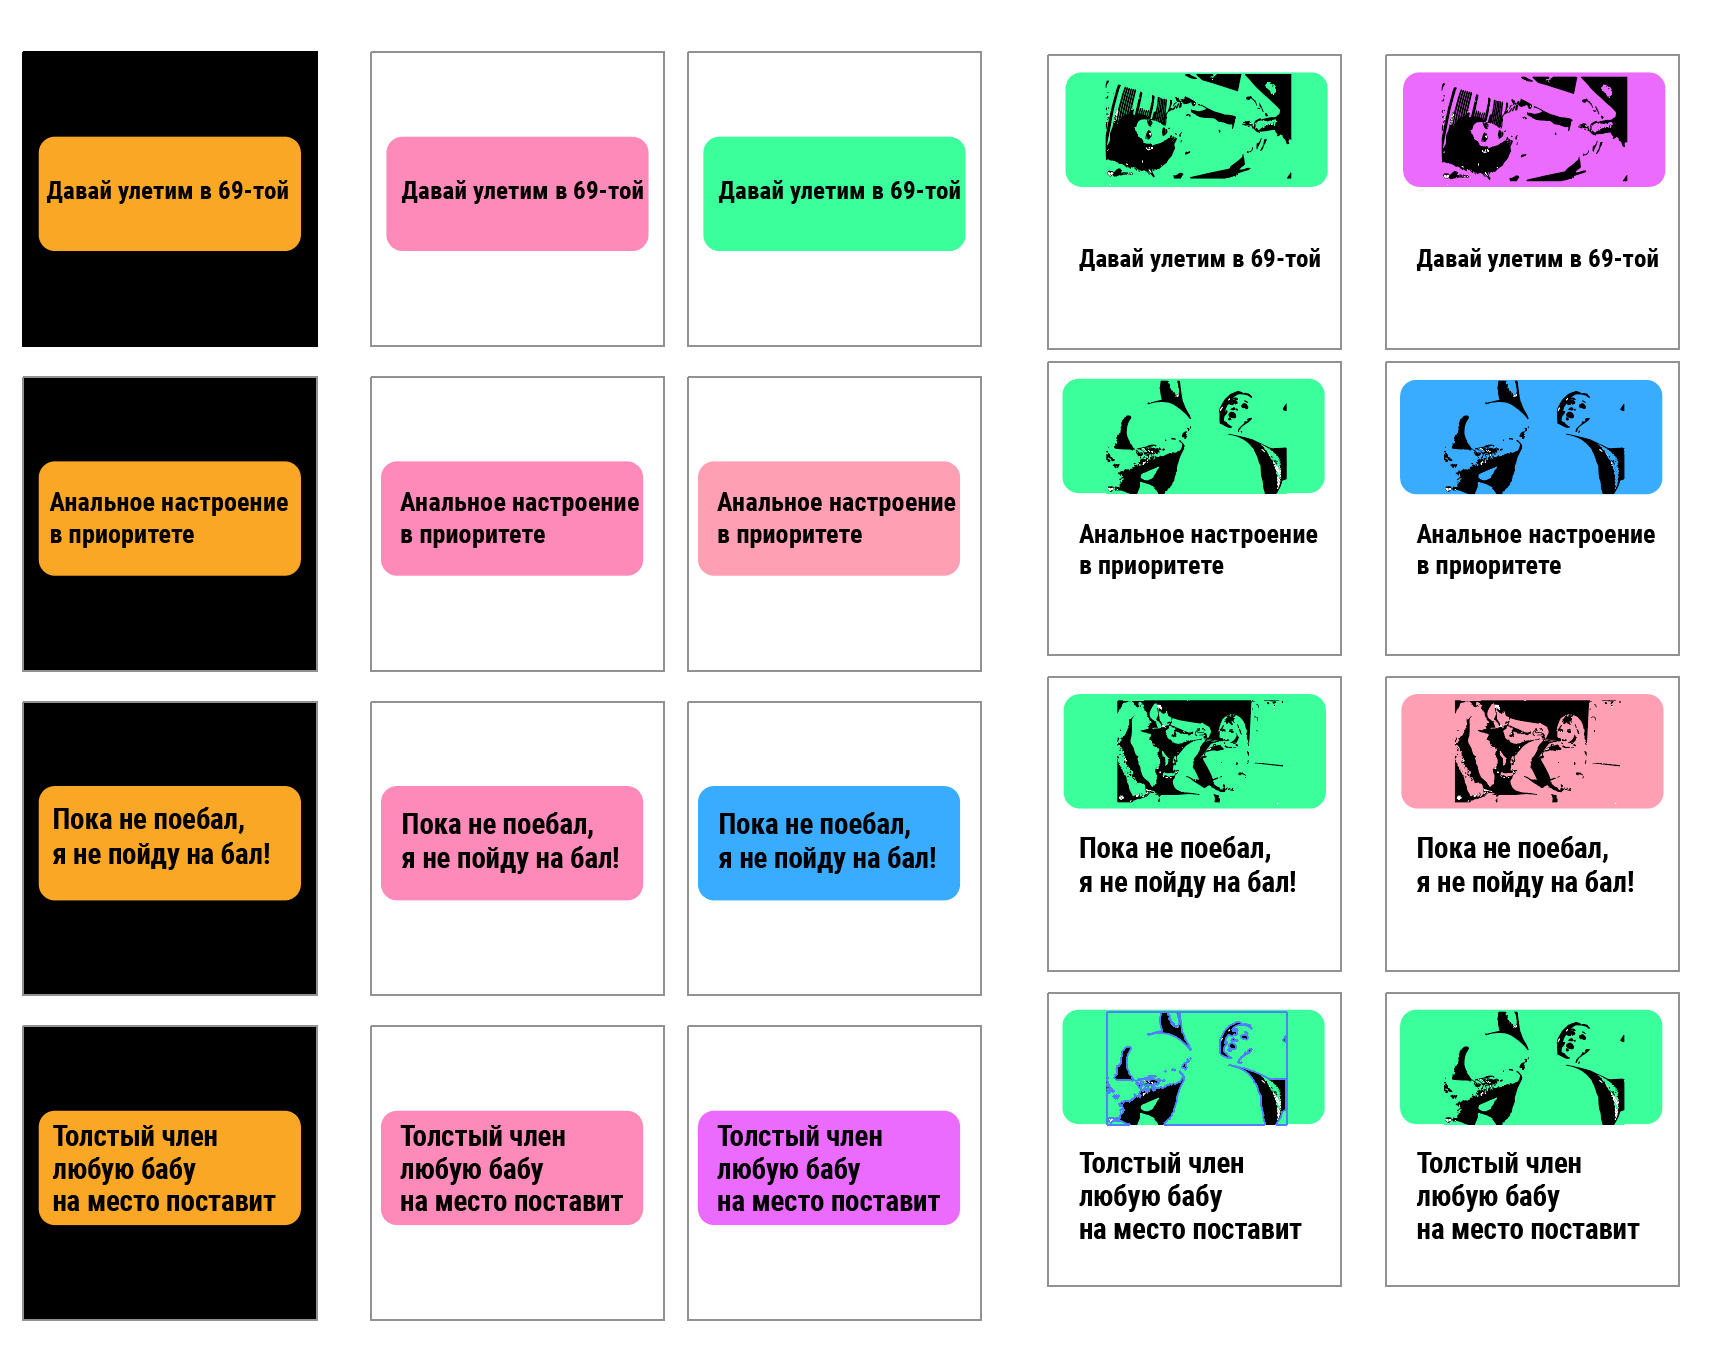 Давай улетим в 69-той
Давай улетим в 69-той
Давай улетим в 69-той
Давай улетим в 69-той
Давай улетим в 69-той
Анальное настроение
в приоритете
Анальное настроение
в приоритете
Анальное настроение
в приоритете
Анальное настроение
в приоритете
Анальное настроение
в приоритете
Пока не поебал,
я не пойду на бал!
Пока не поебал,
я не пойду на бал!
Пока не поебал,
я не пойду на бал!
Пока не поебал,
я не пойду на бал!
Пока не поебал,
я не пойду на бал!
Толстый член
любую бабу
на место поставит
Толстый член
любую бабу
на место поставит
Толстый член
любую бабу
на место поставит
Толстый член
любую бабу
на место поставит
Толстый член
любую бабу
на место поставит